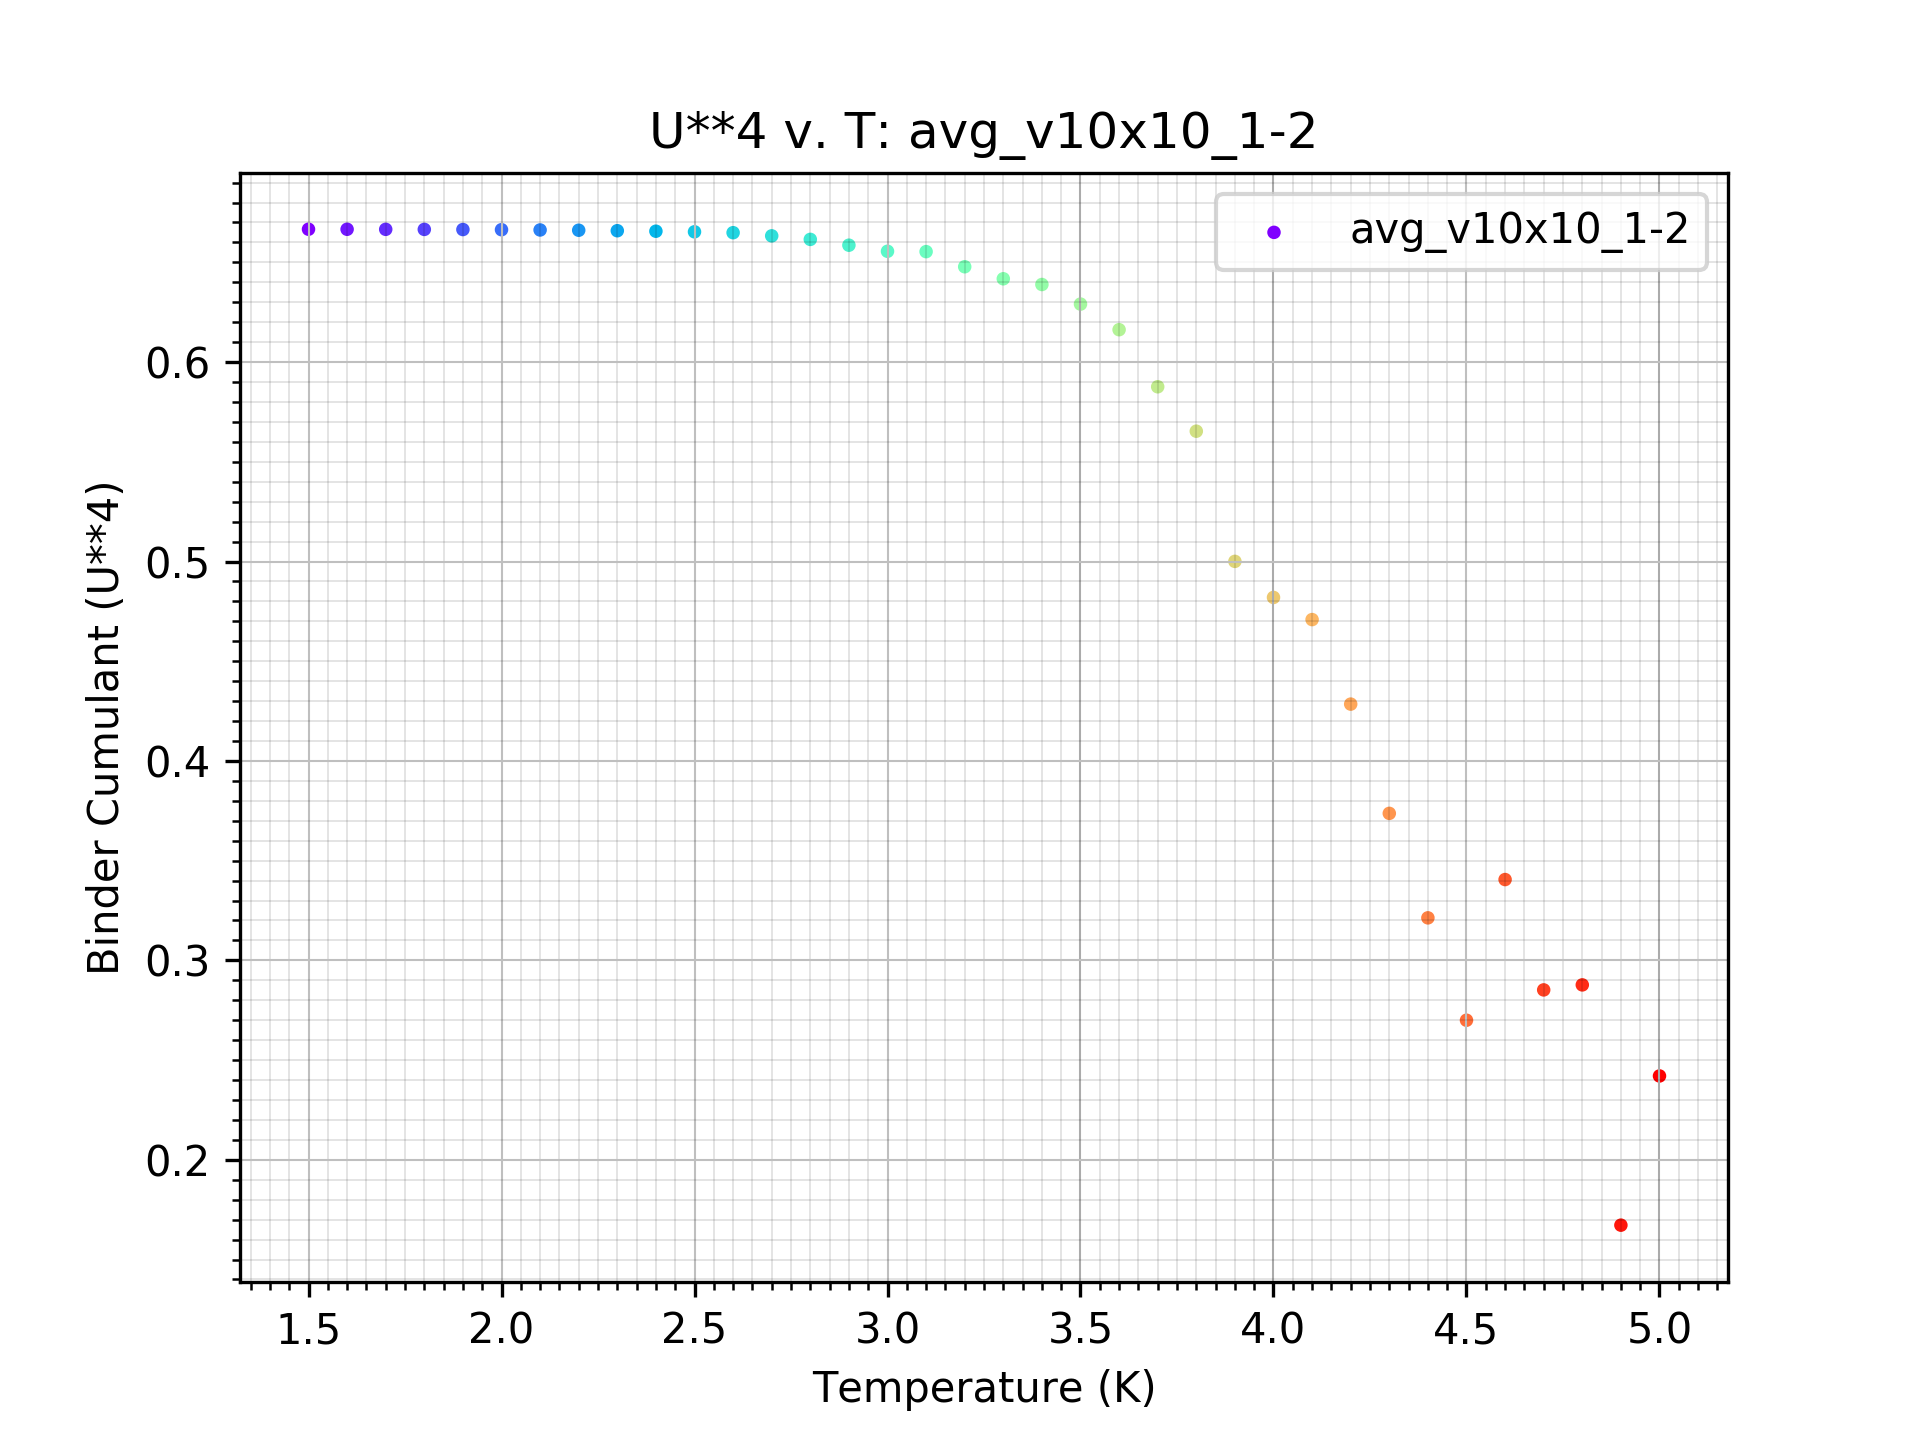 U**4 v. T: avg_v10x10_1-2
avg_v10x10_1-2
Binder Cumulant (U**4)
0.6
0.5
0.4
0.3
0.2
1.5 2.0 2.5 3.0 3.5 4.0 4.5 5.0
Temperature (K)